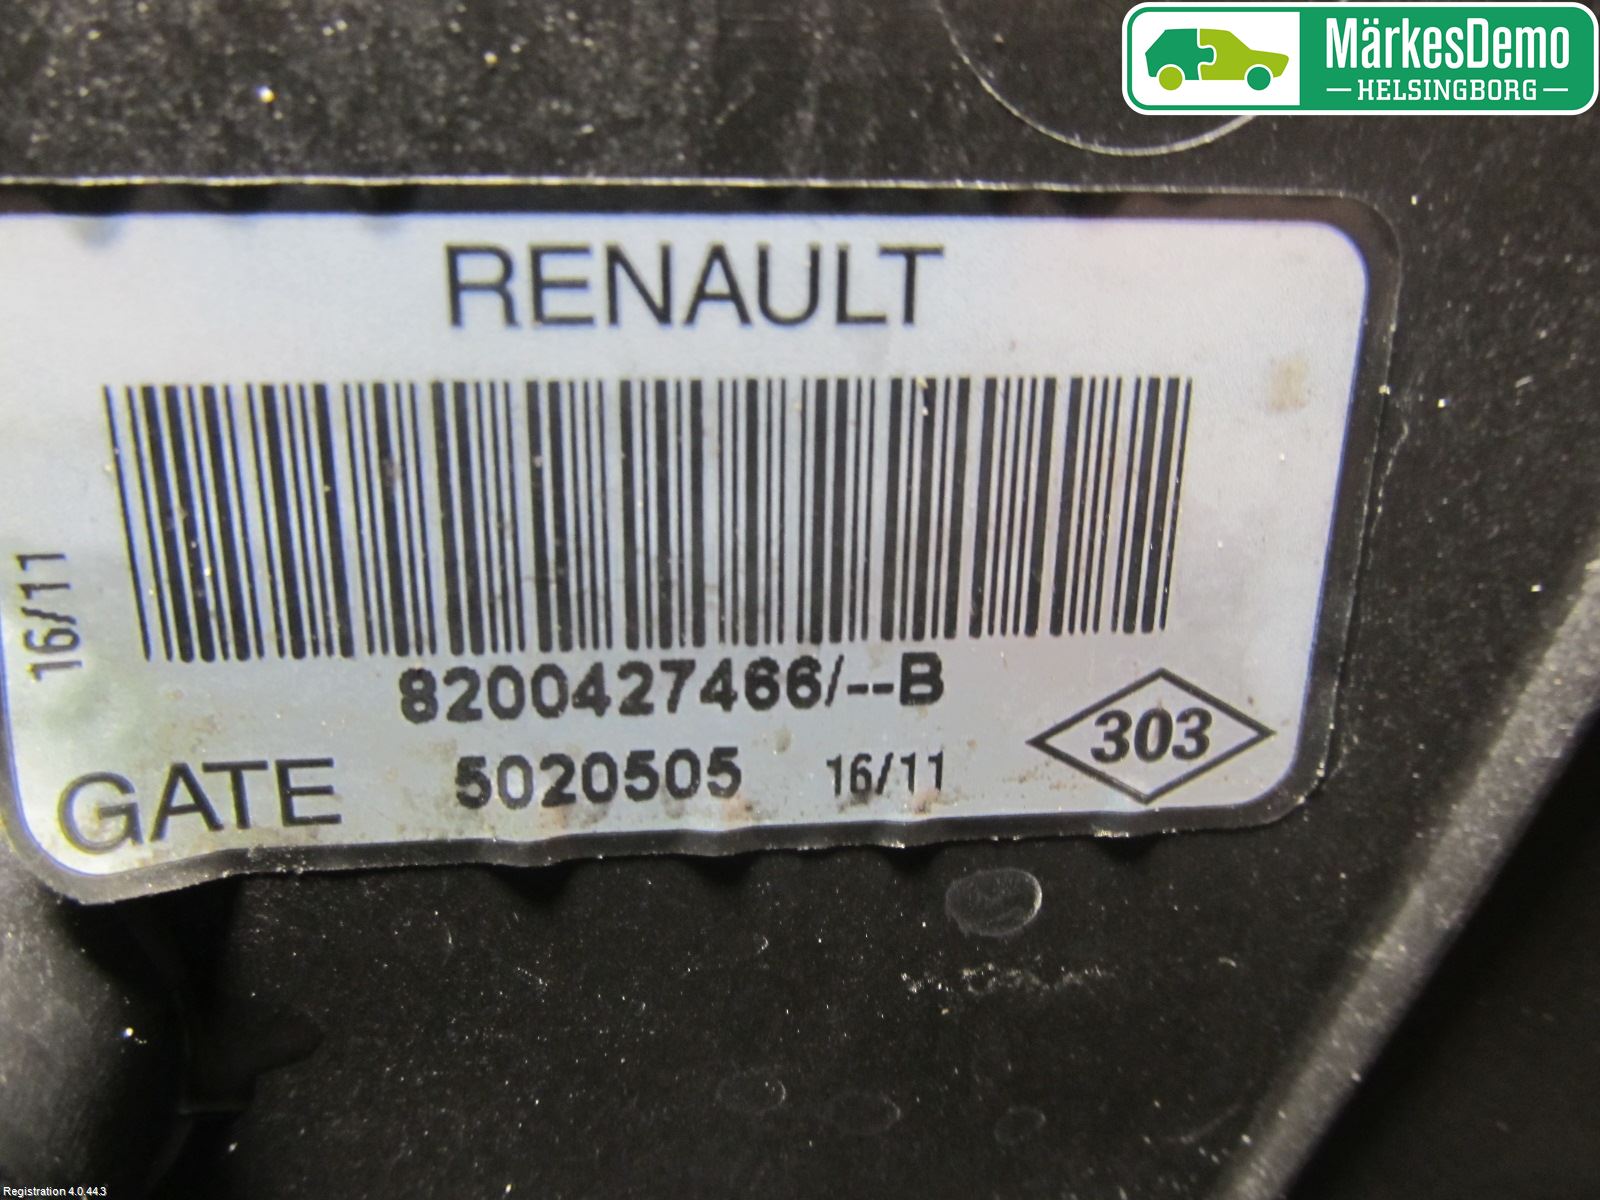 MärkesDemo
HELSINGBORG
RENAULT
16/11
8200427466/--B
GATE 5020505 16/11
303
Registration 4.0.44.3